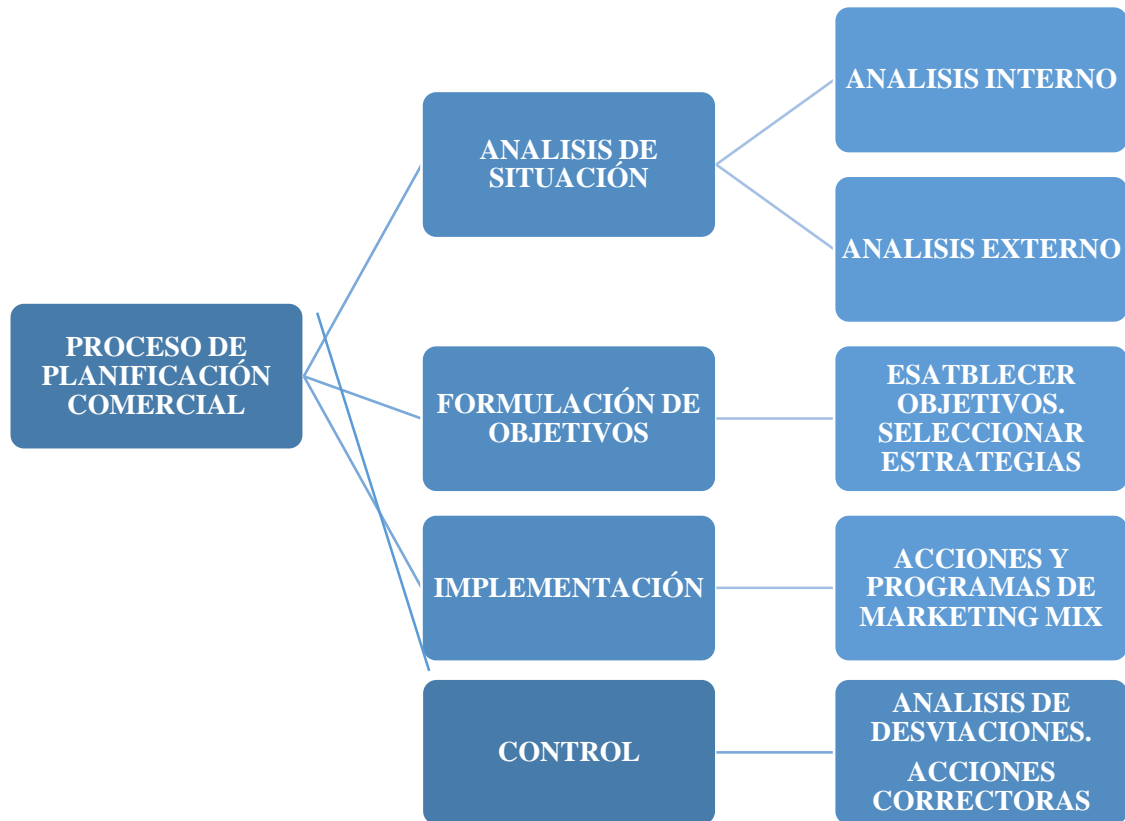 PROCESO DE
PLANIFICACIÓN
COMERCIAL
ANALISIS DE
SITUACIÓN
ANALISIS INTERNO
ANALISIS EXTERNO
FORMULACIÓN DE
OBJETIVOS
ESATBLECER
OBJETIVOS.
SELECCIONAR
ESTRATEGIAS
IMPLEMENTACIÓN
ACCIONES Y
PROGRAMAS DE
MARKETING MIX
CONTROL
ANALISIS DE
DESVIACIONES.
ACCIONES
CORRECTORAS